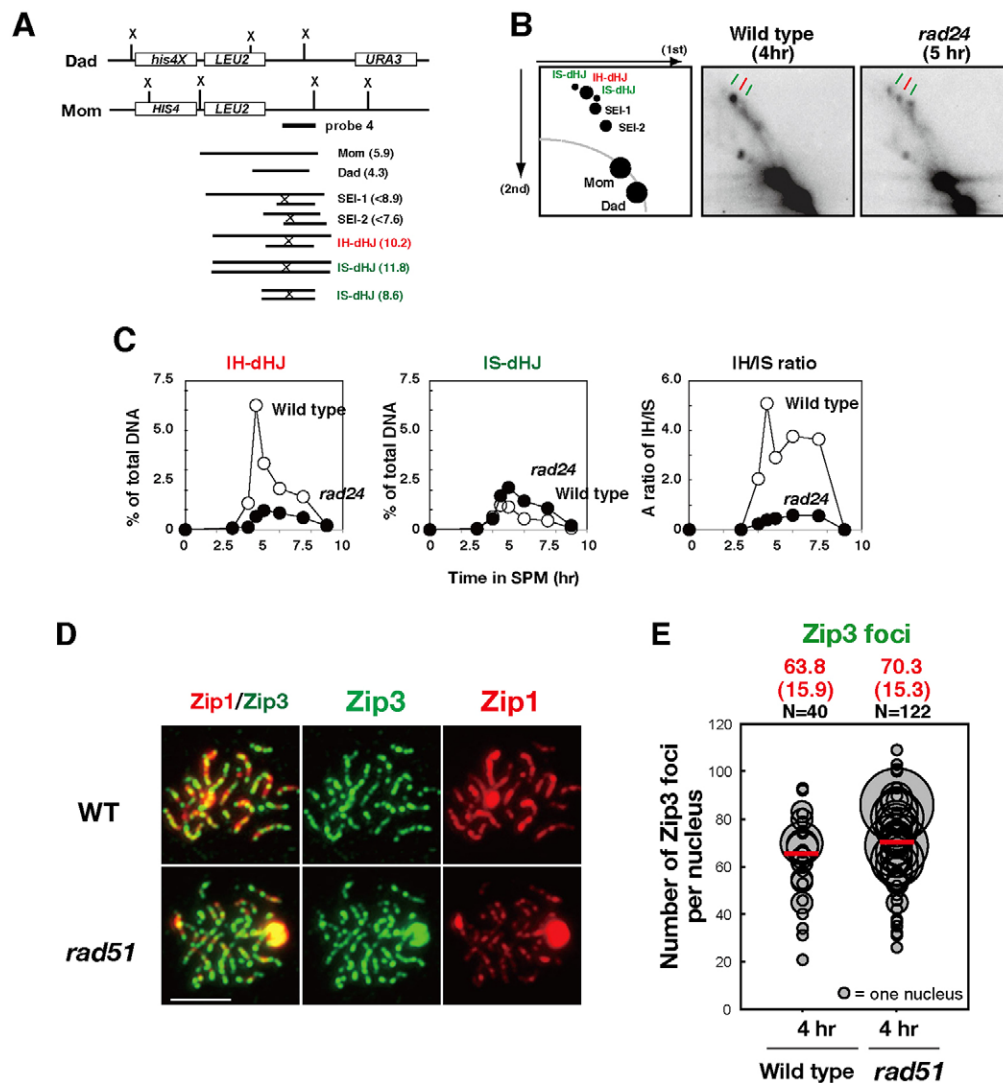 A
X X X
Dad his4X LEU2 URA3
X X X X
Mom HIS4 LEU2
probe 4
Mom (5.9)
Dad (4.3)
X SEI-1 (<8.9)
X SEI-2 (<7.6)
X IH-dHJ (10.2)
X IS-dHJ (11.8)
X IS-dHJ (8.6)
B
(1st)
IS-dHJ IH-dHJ
IS-dHJ
SEI-1
SEI-2
(2nd)
Mom
Dad
Wild type
(4hr)
rad24
(5 hr)
C
IH-dHJ
% of total DNA
7.5
5.0
2.5
0
0 2.5 5 7.5 10
Wild type
rad24
IS-dHJ
% of total DNA
7.5
5.0
2.5
0
0 2.5 5 7.5 10
rad24
Wild type
IH/IS ratio
A ratio of IH/IS
6.0
4.0
2.0
0
0 2.5 5 7.5 10
Wild type
rad24
Time in SPM (hr)
D
Zip1/Zip3 Zip3 Zip1
WT
rad51
E
Zip3 foci
63.8 70.3
(15.9) (15.3)
N=40 N=122
Number of Zip3 foci
per nucleus
120
100
80
60
40
20
0
= one nucleus
4 hr 4 hr
Wild type rad51